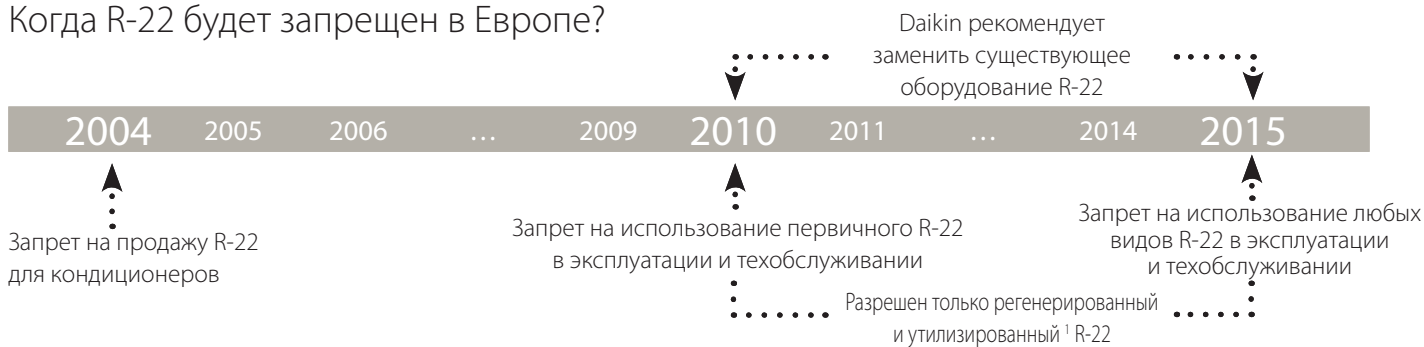 Когда R-22 будет запрещен в Европе?
Daikin рекомендует
заменить существующее
оборудование R-22
2004 2005 2006 ... 2009 2010 2011 ... 2014 2015
Запрет на продажу R-22
для кондиционеров
Запрет на использование первичного R-22
в эксплуатации и техобслуживании
Запрет на использование любых
видов R-22 в эксплуатации
и техобслуживании
Разрешен только регенерированный
и утилизированный ¹ R-22